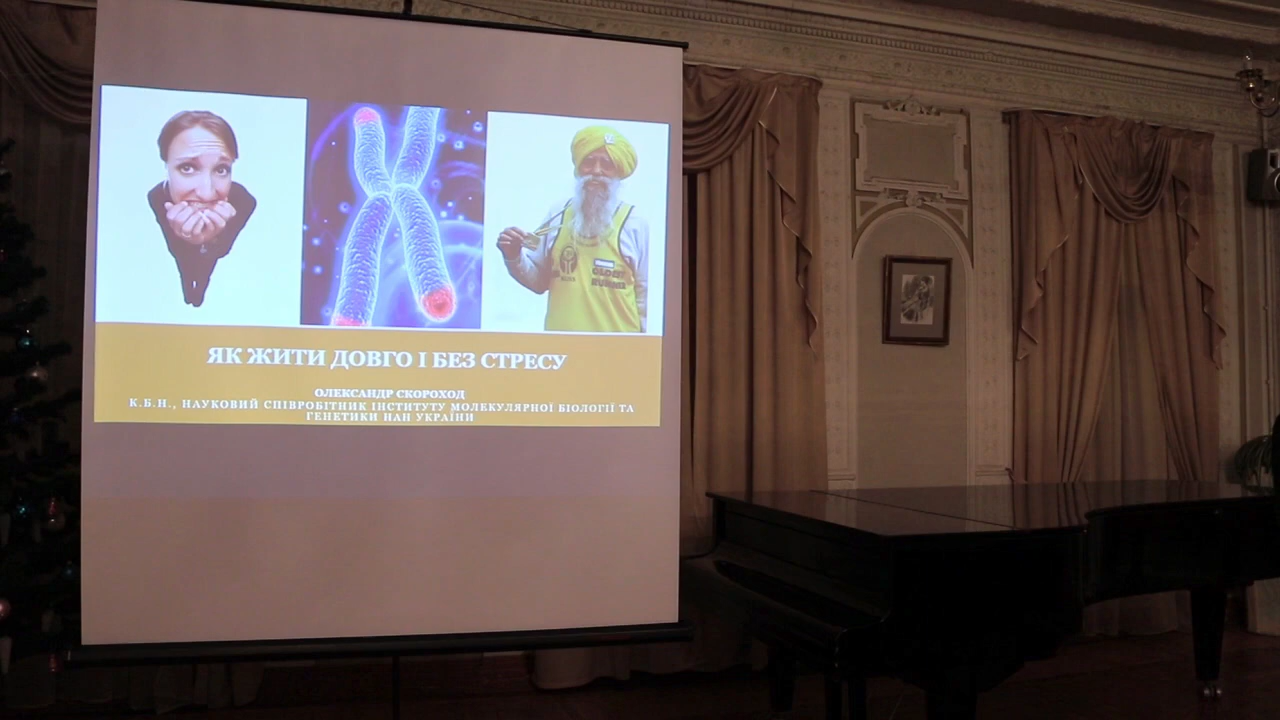 ЯК ЖИТИ ДОВГО І БЕЗ СТРЕСУ
ОЛЕКСАНДР СКОРОХОД
К.Б.Н., НАУКОВИЙ СПІВРОБІТНИК ІНСТИТУТУ МОЛЕКУЛЯРНОЇ БІОЛОГІЇ ТА
ГЕНЕТИКИ НАН УКРАЇНИ